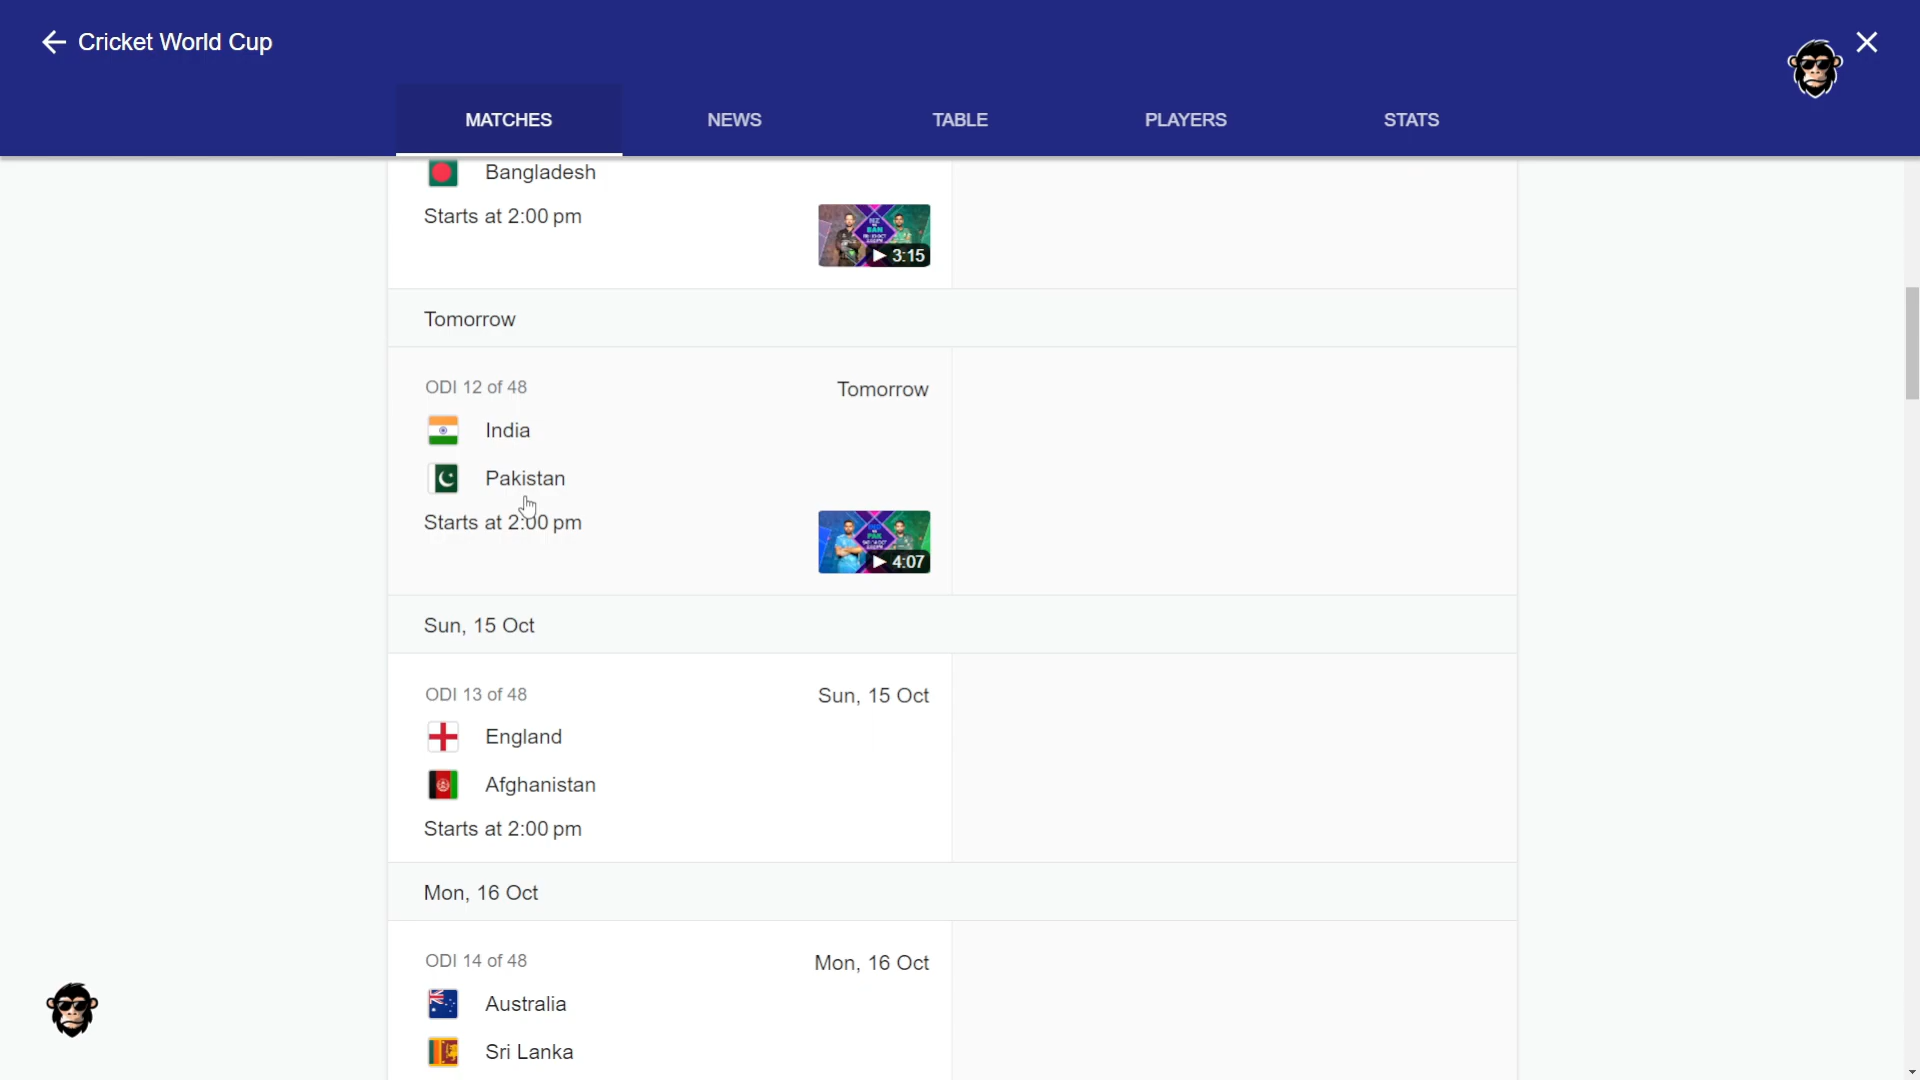 Cricket World Cup
MATCHES
NEWS
TABLE
PLAYERS
STATS
Bangladesh
Starts at 2:00 pm
BAN
3:15
Tomorrow
ODI 12 of 48
Tomorrow
India
Pakistan
Starts at 2:00 pm
PAK
4:07
Sun, 15 Oct
ODI 13 of 48
Sun, 15 Oct
England
Afghanistan
Starts at 2:00 pm
Mon, 16 Oct
ODI 14 of 48
Mon, 16 Oct
Australia
Sri Lanka